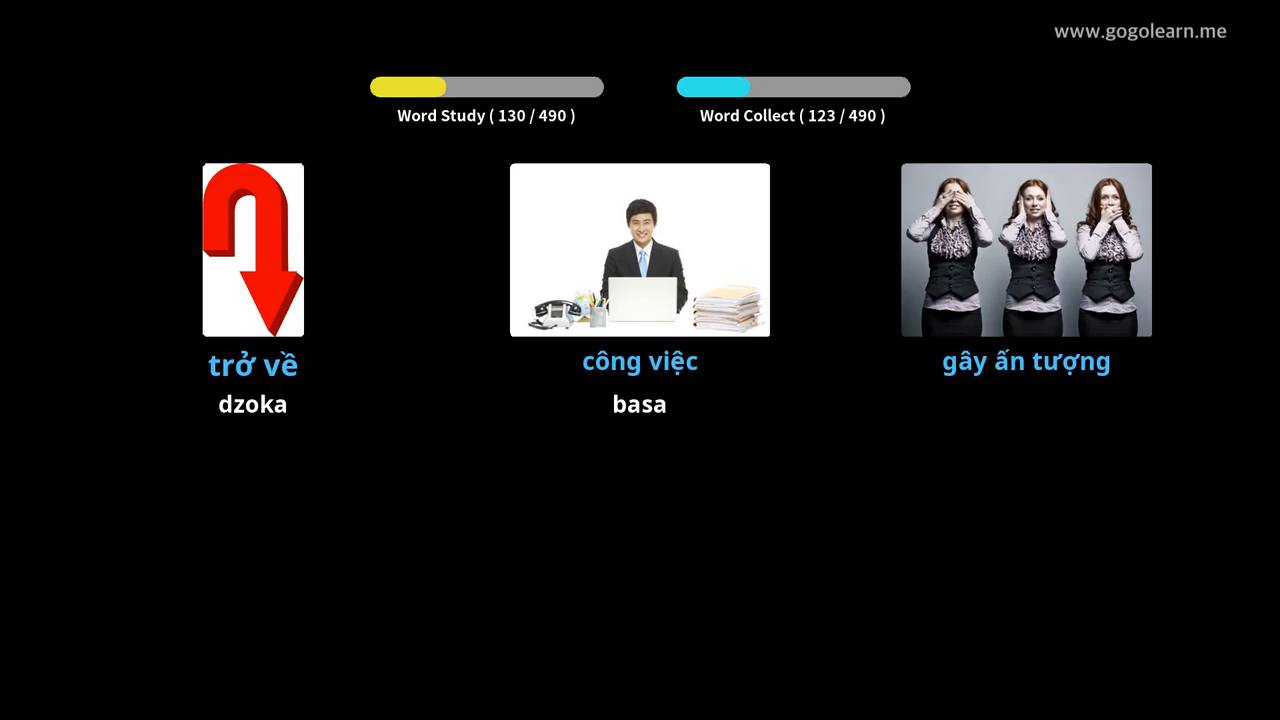 www.gogolearn.me
Word Study ( 130 / 490 )
Word Collect ( 123 / 490 )
trở về
công việc
gây ấn tượng
dzoka
basa